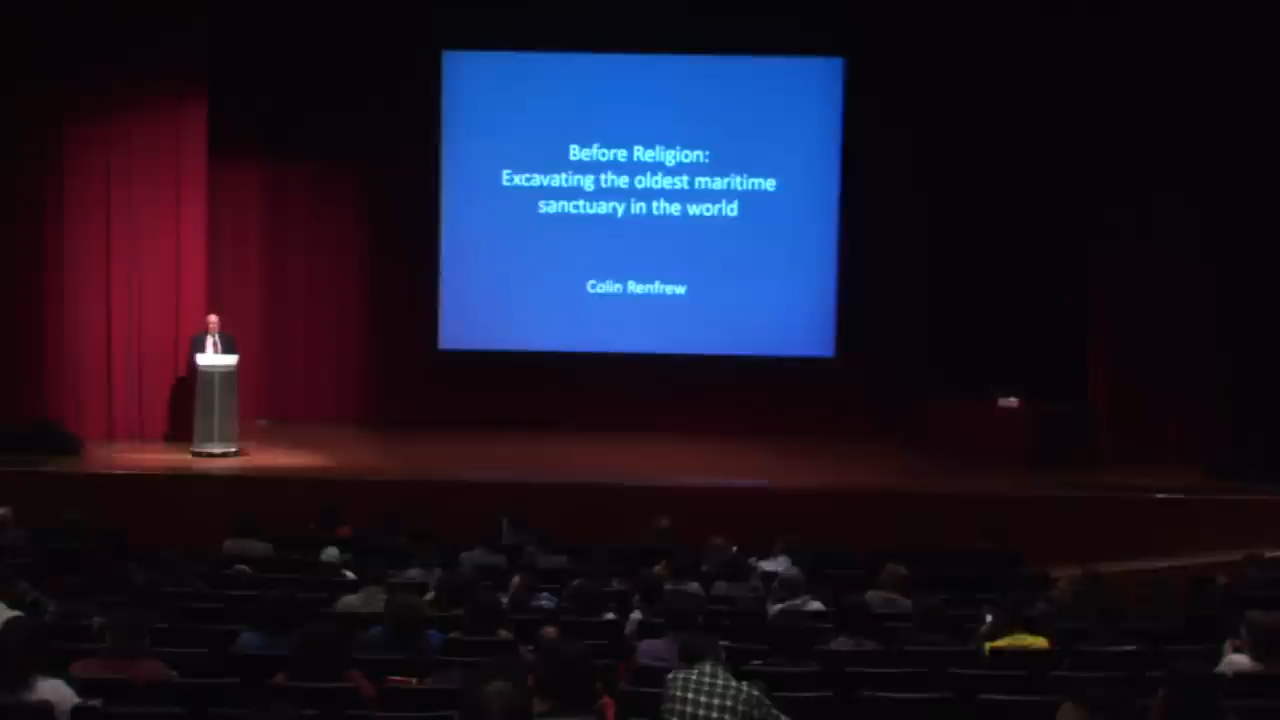 Before Religion:
Excavating the oldest maritime
sanctuary in the world
Colin Renfrew